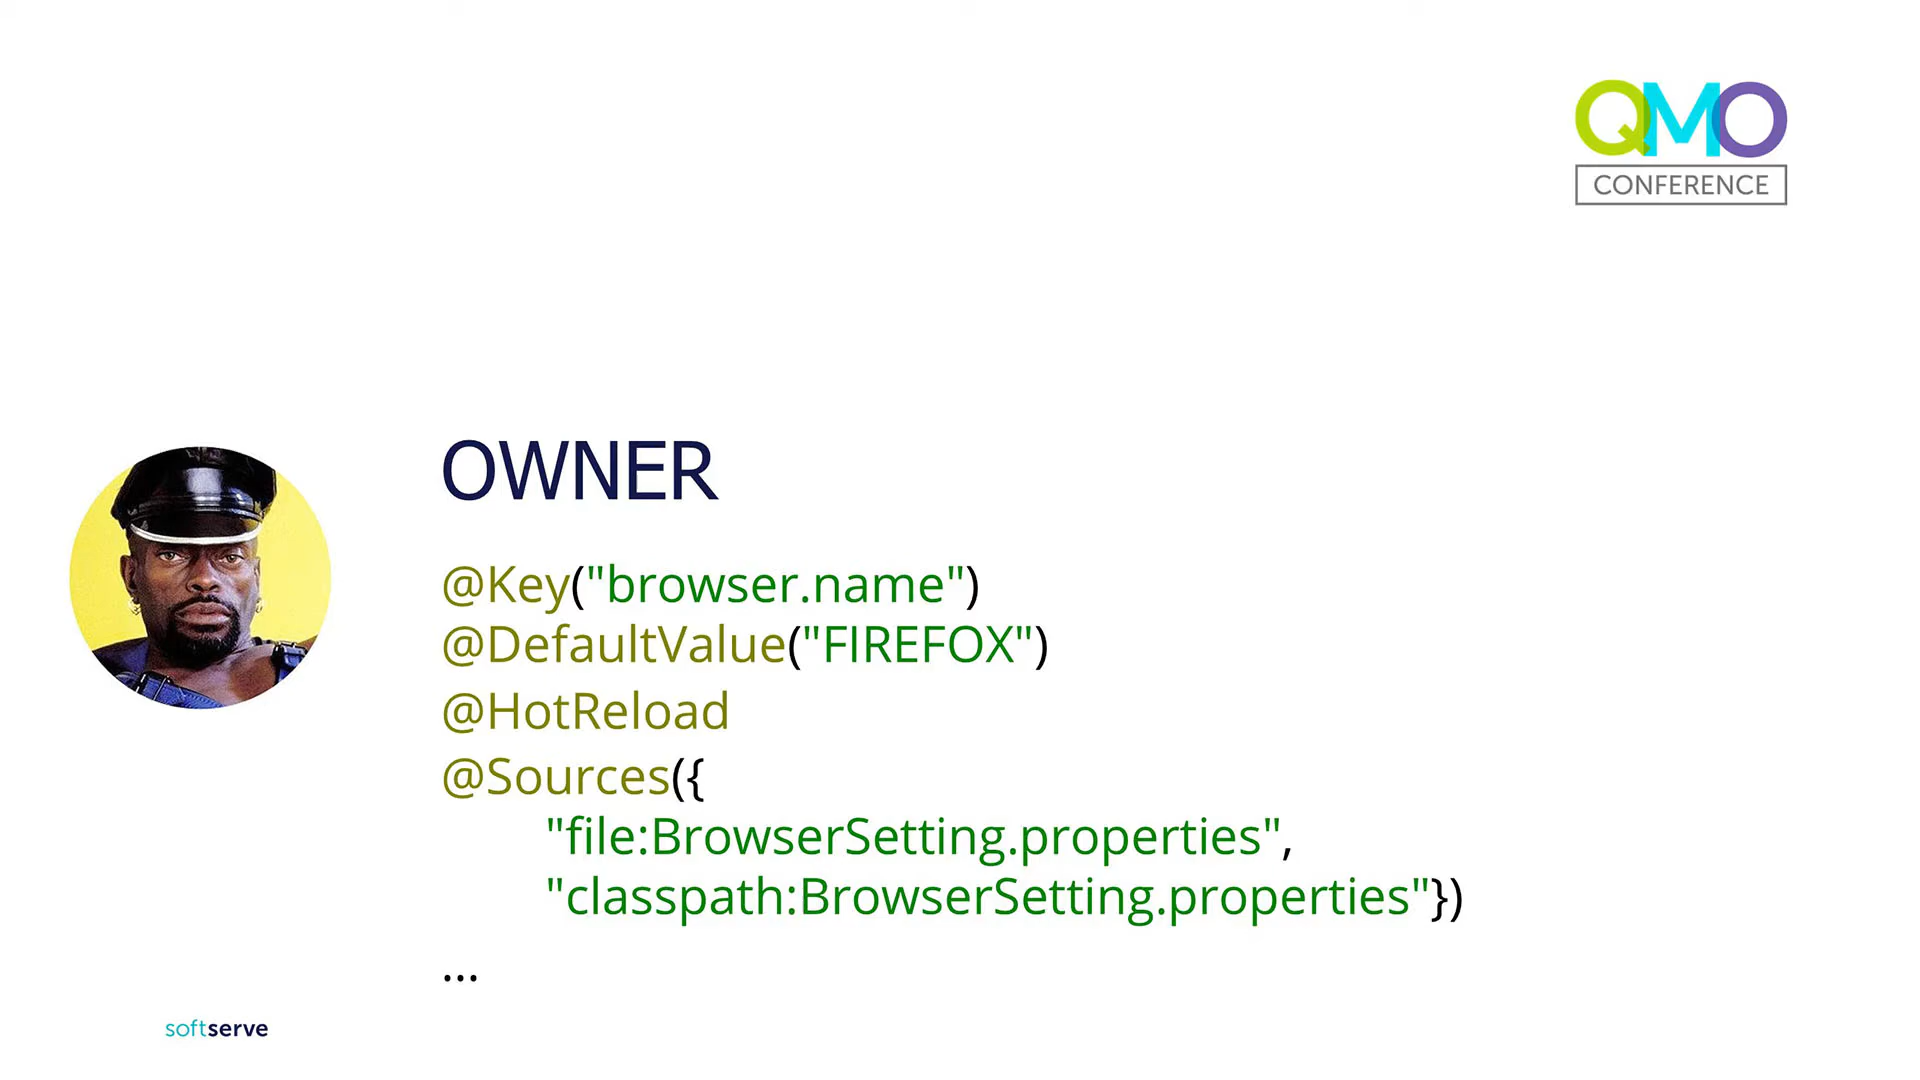 QMO
CONFERENCE
OWNER
@Key("browser.name")
@DefaultValue("FIREFOX")
@HotReload
@Sources({
"file:BrowserSetting.properties",
"classpath:BrowserSetting.properties"})
...
softserve